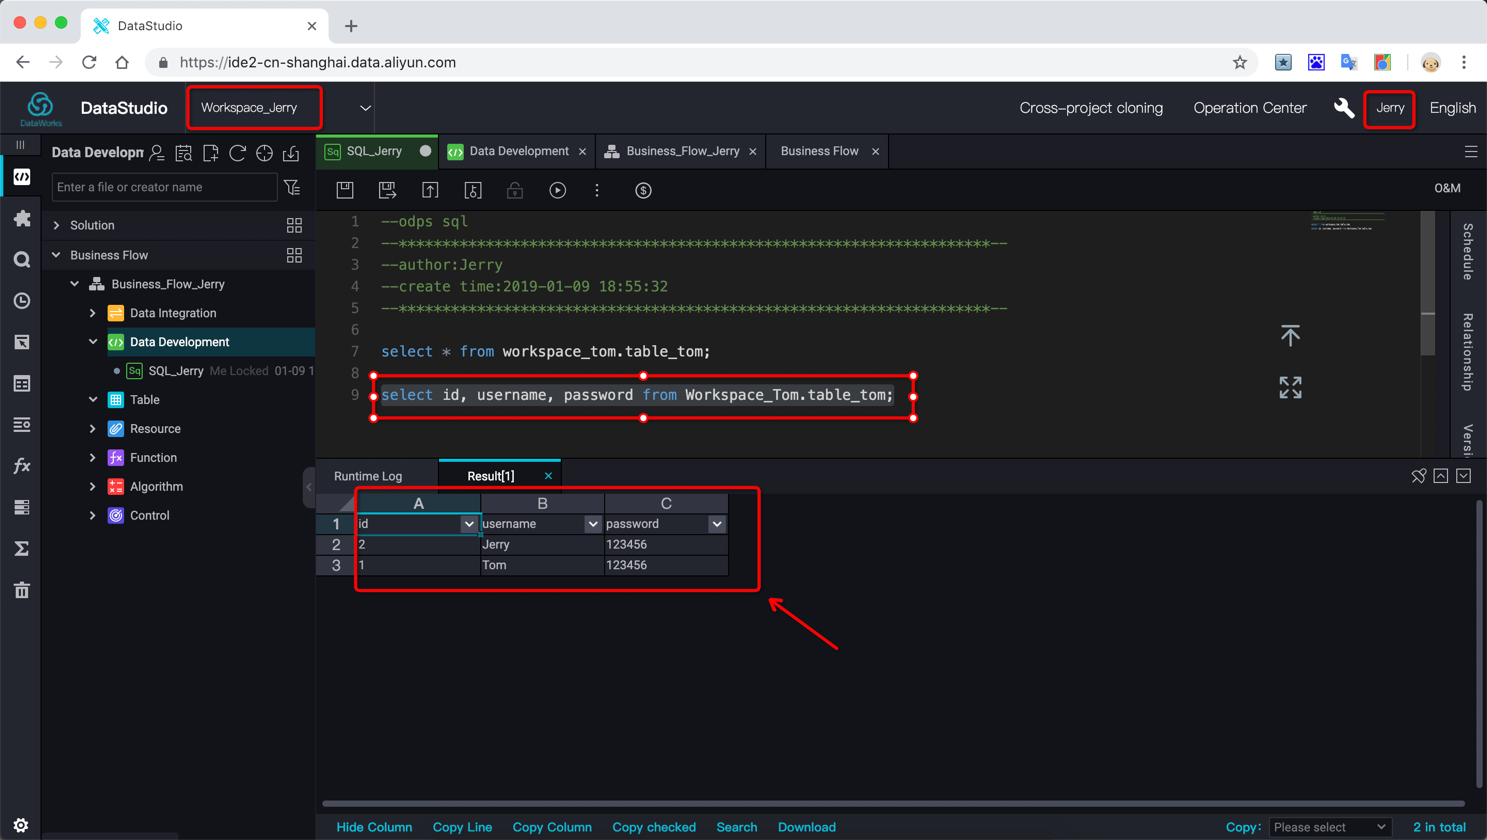 DataStudio
https://ide2-cn-shanghai.data.aliyun.com
DataWorks
DataStudio
Workspace_Jerry
Cross-project cloning
Operation Center
Jerry
English
Data Developn
SQL_Jerry
Data Development
Business_Flow_Jerry
Business Flow
Enter a file or creator name
O&M
Solution
Business Flow
Business_Flow_Jerry
Data Integration
Data Development
Sq SQL_Jerry Me Locked 01-09 1
Table
Resource
Function
Algorithm
Control
1 --odps sql
2 --********************************************************************--
3 --author:Jerry
4 --create time:2019-01-09 18:55:32
5 --********************************************************************--
6
7 select * from workspace_tom.table_tom;
8
9 select id, username, password from Workspace_Tom.table_tom;
Schedule
Relationship
Versi
Runtime Log
Result[1]
A B C
1 id username password
2 2 Jerry 123456
3 1 Tom 123456
Hide Column
Copy Line
Copy Column
Copy checked
Search
Download
Copy: Please select
2 in total